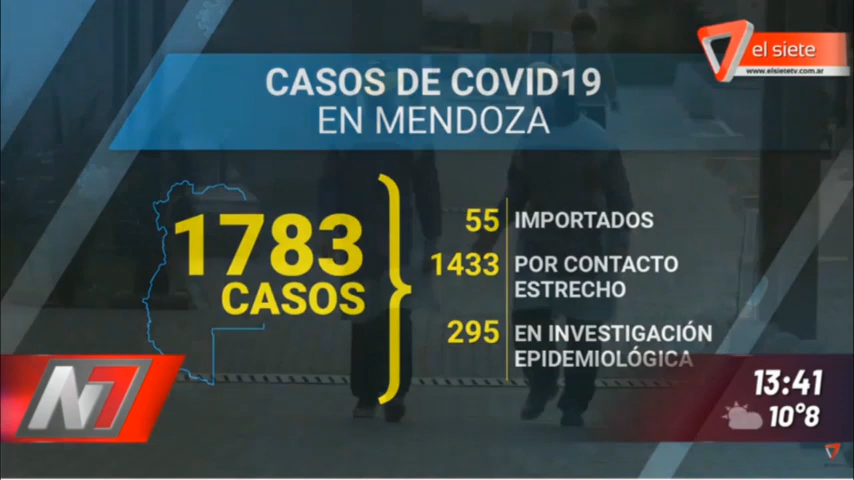 el siete
www.elsietetv.com.ar
CASOS DE COVID19
EN MENDOZA
1783
CASOS
55 IMPORTADOS
1433 POR CONTACTO
ESTRECHO
295 EN INVESTIGACIÓN
EPIDEMIOLÓGICA
N7
13:41
10°8